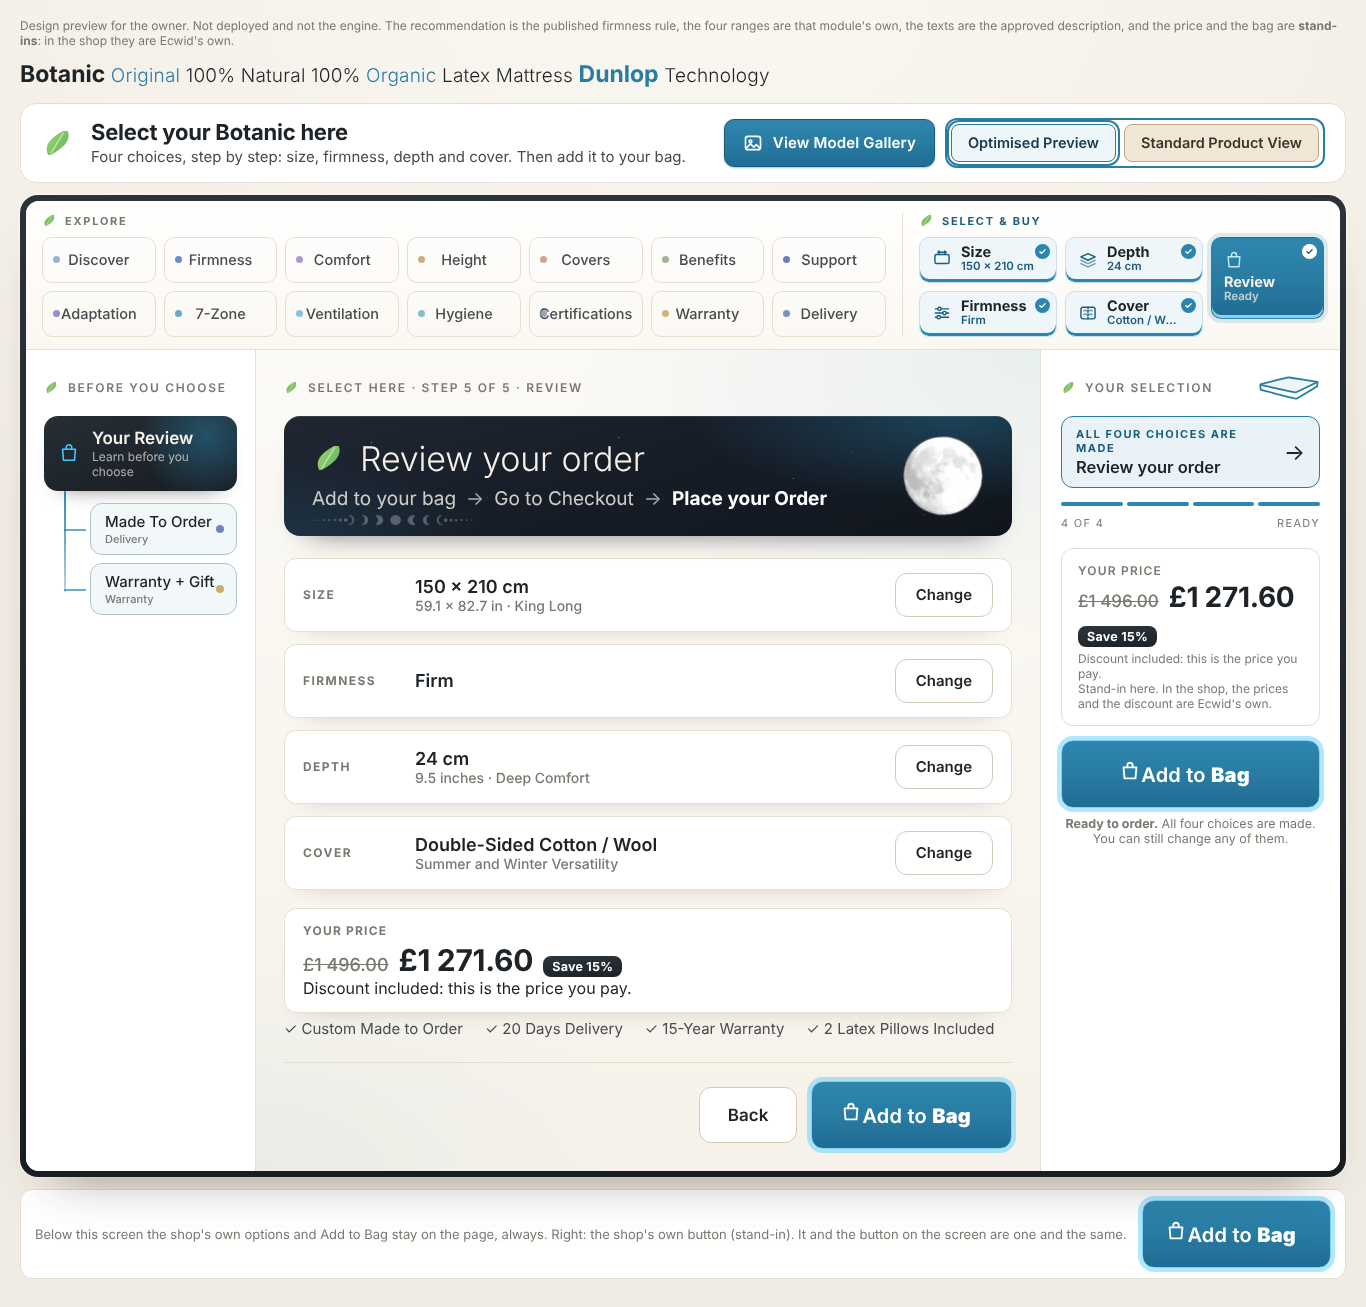 Design preview for the owner. Not deployed and not the engine. The recommendation is the published firmness rule, the four ranges are that module's own, the texts are the approved description, and the price and the bag are stand-
ins: in the shop they are Ecwid's own.
Botanic Original 100% Natural 100% Organic Latex Mattress Dunlop Technology
Select your Botanic here
Four choices, step by step: size, firmness, depth and cover. Then add it to your bag.
View Model Gallery
Optimised Preview
Standard Product View
EXPLORE
Discover
Firmness
Comfort
Height
Covers
Benefits
Support
Adaptation
7-Zone
Ventilation
Hygiene
Certifications
Warranty
Delivery
SELECT & BUY
Size
150 × 210 cm
Depth
24 cm
Firmness
Firm
Cover
Cotton / W...
Review
Ready
BEFORE YOU CHOOSE
Your Review
Learn before you
choose
Made To Order
Delivery
Warranty + Gift
Warranty
SELECT HERE · STEP 5 OF 5 · REVIEW
Review your order
Add to your bag → Go to Checkout → Place your Order
SIZE
150 × 210 cm
59.1 × 82.7 in · King Long
Change
FIRMNESS
Firm
Change
DEPTH
24 cm
9.5 inches · Deep Comfort
Change
COVER
Double-Sided Cotton / Wool
Summer and Winter Versatility
Change
YOUR PRICE
£1 496.00 £1 271.60 Save 15%
Discount included: this is the price you pay.
✓ Custom Made to Order ✓ 20 Days Delivery ✓ 15-Year Warranty ✓ 2 Latex Pillows Included
Back
Add to Bag
YOUR SELECTION
ALL FOUR CHOICES ARE
MADE
Review your order →
4 OF 4
READY
YOUR PRICE
£1 496.00 £1 271.60
Save 15%
Discount included: this is the price you
pay.
Stand-in here. In the shop, the prices
and the discount are Ecwid's own.
Add to Bag
Ready to order. All four choices are made.
You can still change any of them.
Below this screen the shop's own options and Add to Bag stay on the page, always. Right: the shop's own button (stand-in). It and the button on the screen are one and the same.
Add to Bag